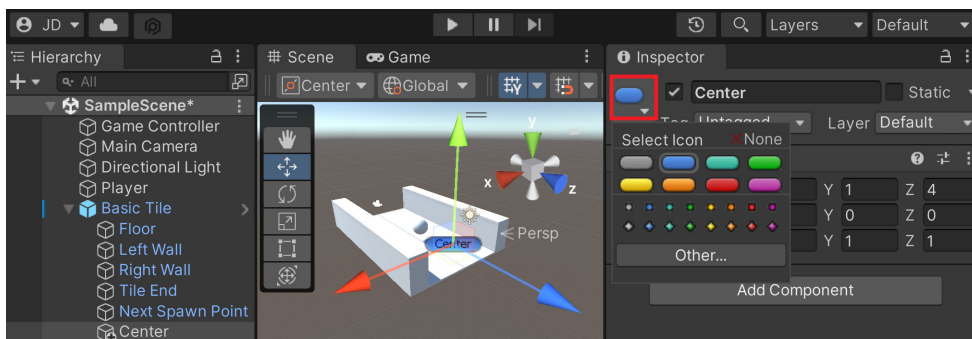 JD
Layers
Default
Hierarchy
Scene
Game
Inspector
All
Center
Global
Center
Static
SampleScene*
Tag Untagged
Layer Default
Game Controller
Select Icon
None
Main Camera
Directional Light
Player
Y 1
Z 4
x
y
z
Basic Tile
Y 0
Z 0
Floor
Persp
Left Wall
Center
Y 1
Z 1
Other...
Right Wall
Tile End
Add Component
Next Spawn Point
Center